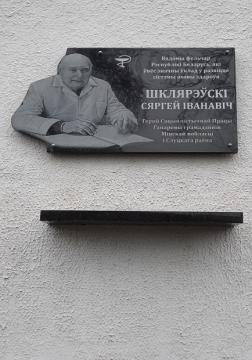 Вядомы фельчар
Рэспублікі Беларусь, які
ўнёс значны ўклад у развіццё
сістэмы аховы здароўя
ШКЛЯРЭЎСКІ
СЯРГЕЙ ІВАНАВІЧ
Герой Сацыялістычнай Працы
Ганаровы грамадзянін
Мінскай вобласці
і Слуцкага раёна